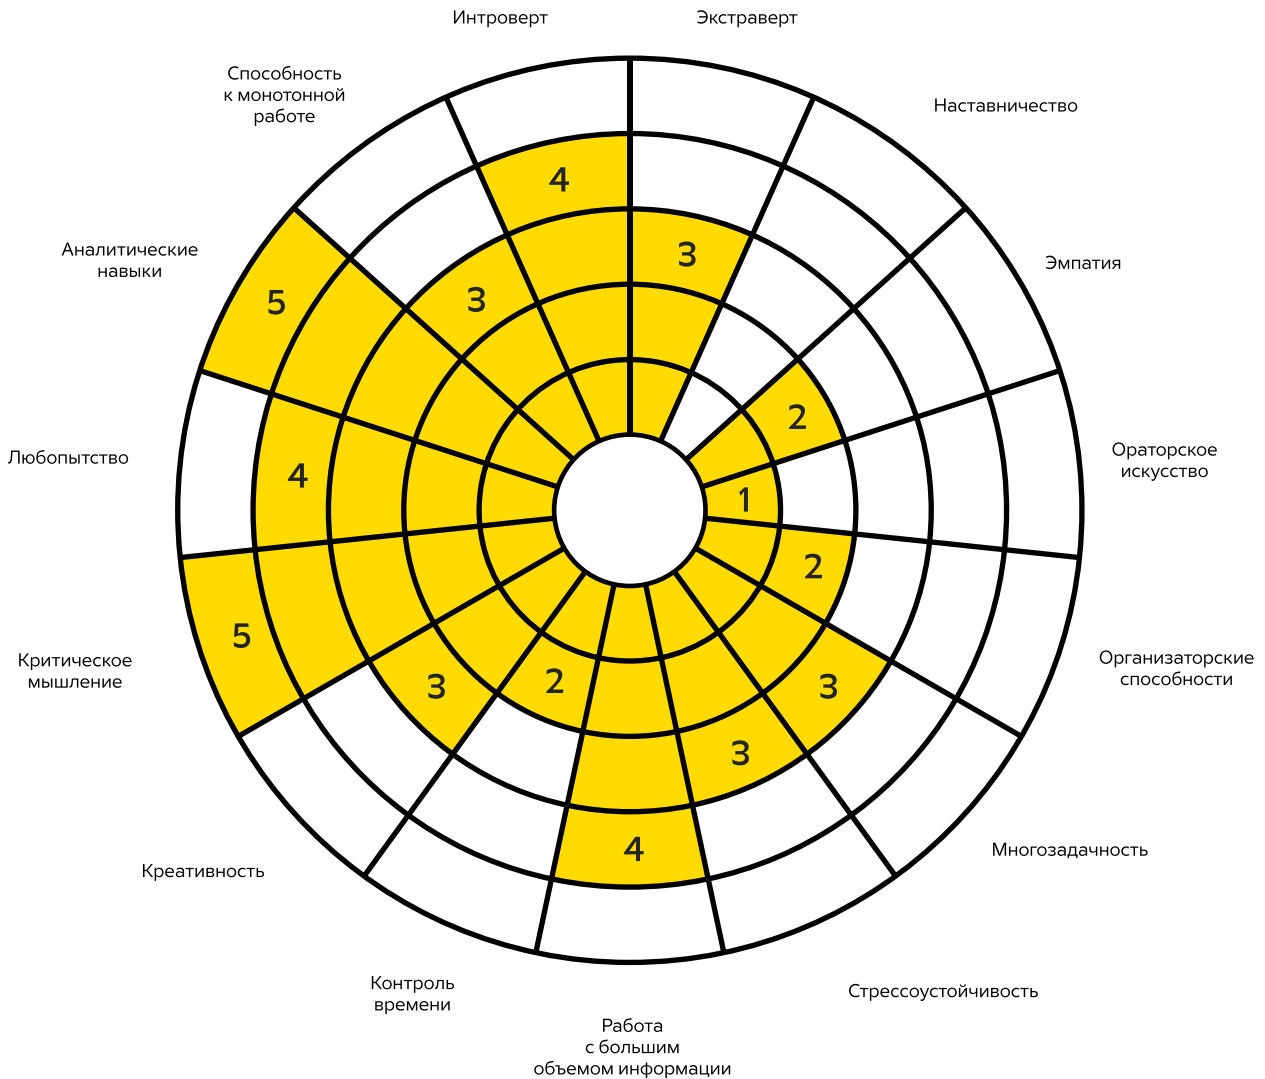 Интроверт
Экстраверт
Способность
к монотонной
работе
Наставничество
4
3
Аналитические
навыки
Эмпатия
5
3
2
Любопытство
4
1
Ораторское
искусство
2
5
Критическое
мышление
3
2
3
Организаторские
способности
3
4
Креативность
Многозадачность
Контроль
времени
Стрессоустойчивость
Работа
с большим
объемом информации